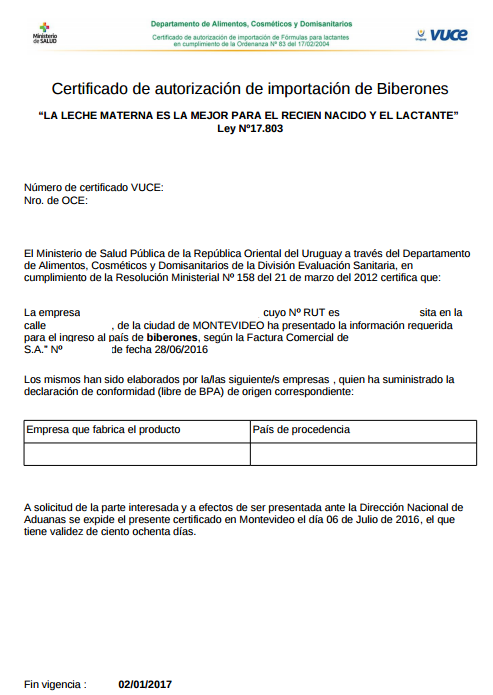 Ministerio
de SALUD
Departamento de Alimentos, Cosméticos y Domisanitarios
Certificado de autorización de importación de Fórmulas para lactantes
en cumplimiento de la Ordenanza Nº 83 del 17/02/2004
Uruguay
vuce
Certificado de autorización de importación de Biberones
“LA LECHE MATERNA ES LA MEJOR PARA EL RECIEN NACIDO Y EL LACTANTE”
Ley Nº17.803
Número de certificado VUCE:
Nro. de OCE:
El Ministerio de Salud Pública de la República Oriental del Uruguay a través del Departamento
de Alimentos, Cosméticos y Domisanitarios de la División Evaluación Sanitaria, en
cumplimiento de la Resolución Ministerial Nº 158 del 21 de marzo del 2012 certifica que:
La empresa cuyo Nº RUT es sita en la
calle , de la ciudad de MONTEVIDEO ha presentado la información requerida
para el ingreso al país de biberones, según la Factura Comercial de
S.A." Nº de fecha 28/06/2016
Los mismos han sido elaborados por la/las siguiente/s empresas , quien ha suministrado la
declaración de conformidad (libre de BPA) de origen correspondiente:
Empresa que fabrica el producto País de procedencia
A solicitud de la parte interesada y a efectos de ser presentada ante la Dirección Nacional de
Aduanas se expide el presente certificado en Montevideo el día 06 de Julio de 2016, el que
tiene validez de ciento ochenta días.
Fin vigencia : 02/01/2017